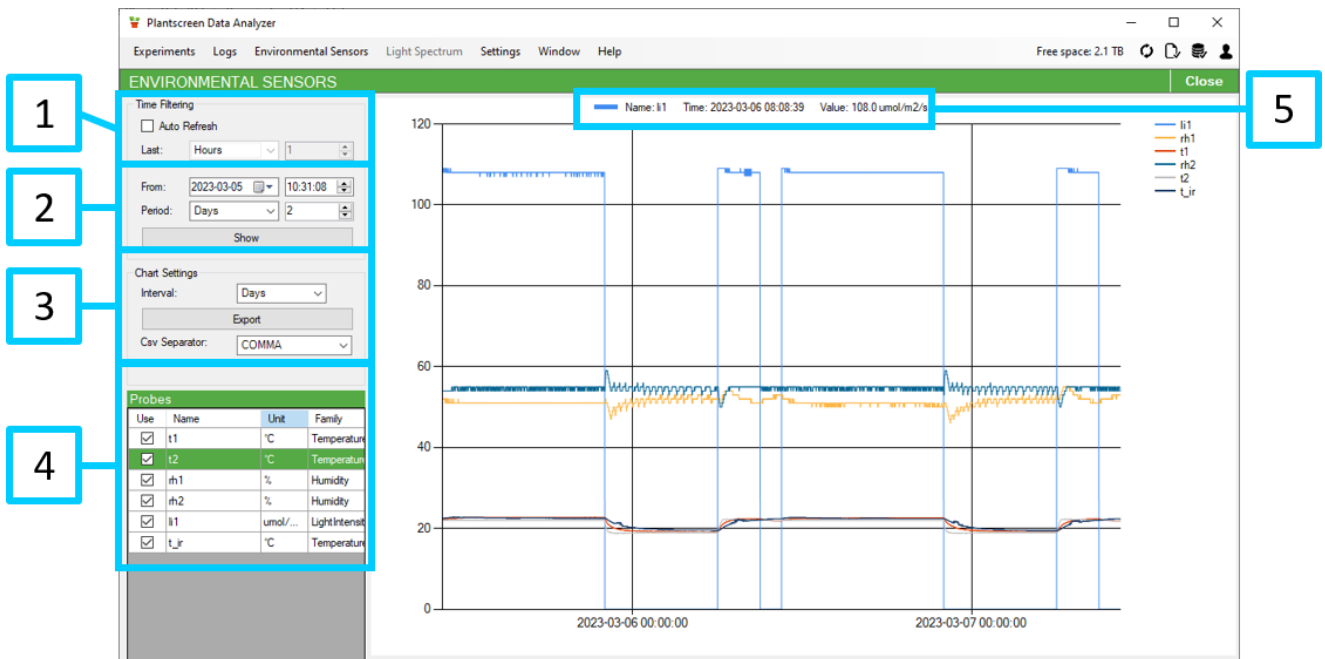 Plantscreen Data Analyzer
Experiments Logs Environmental Sensors Light Spectrum Settings Window Help Free space: 2.1 TB
ENVIRONMENTAL SENSORS Close
1
Time Filtering
Auto Refresh
Last: Hours 1
2
From: 2023-03-05 10:31:08
Period: Days 2
Show
3
Chart Settings
Interval: Days
Export
Csv Separator: COMMA
4
Probes
Use Name Unit Family
t1 °C Temperature
t2 °C Temperature
rh1 % Humidity
rh2 % Humidity
li1 umol/... LightIntensit
t_ir °C Temperature
5
Name: li1 Time: 2023-03-06 08:08:39 Value: 108.0 umol/m2/s
li1
rh1
t1
rh2
t2
t_ir
120
100
80
60
40
20
0
2023-03-06 00:00:00 2023-03-07 00:00:00